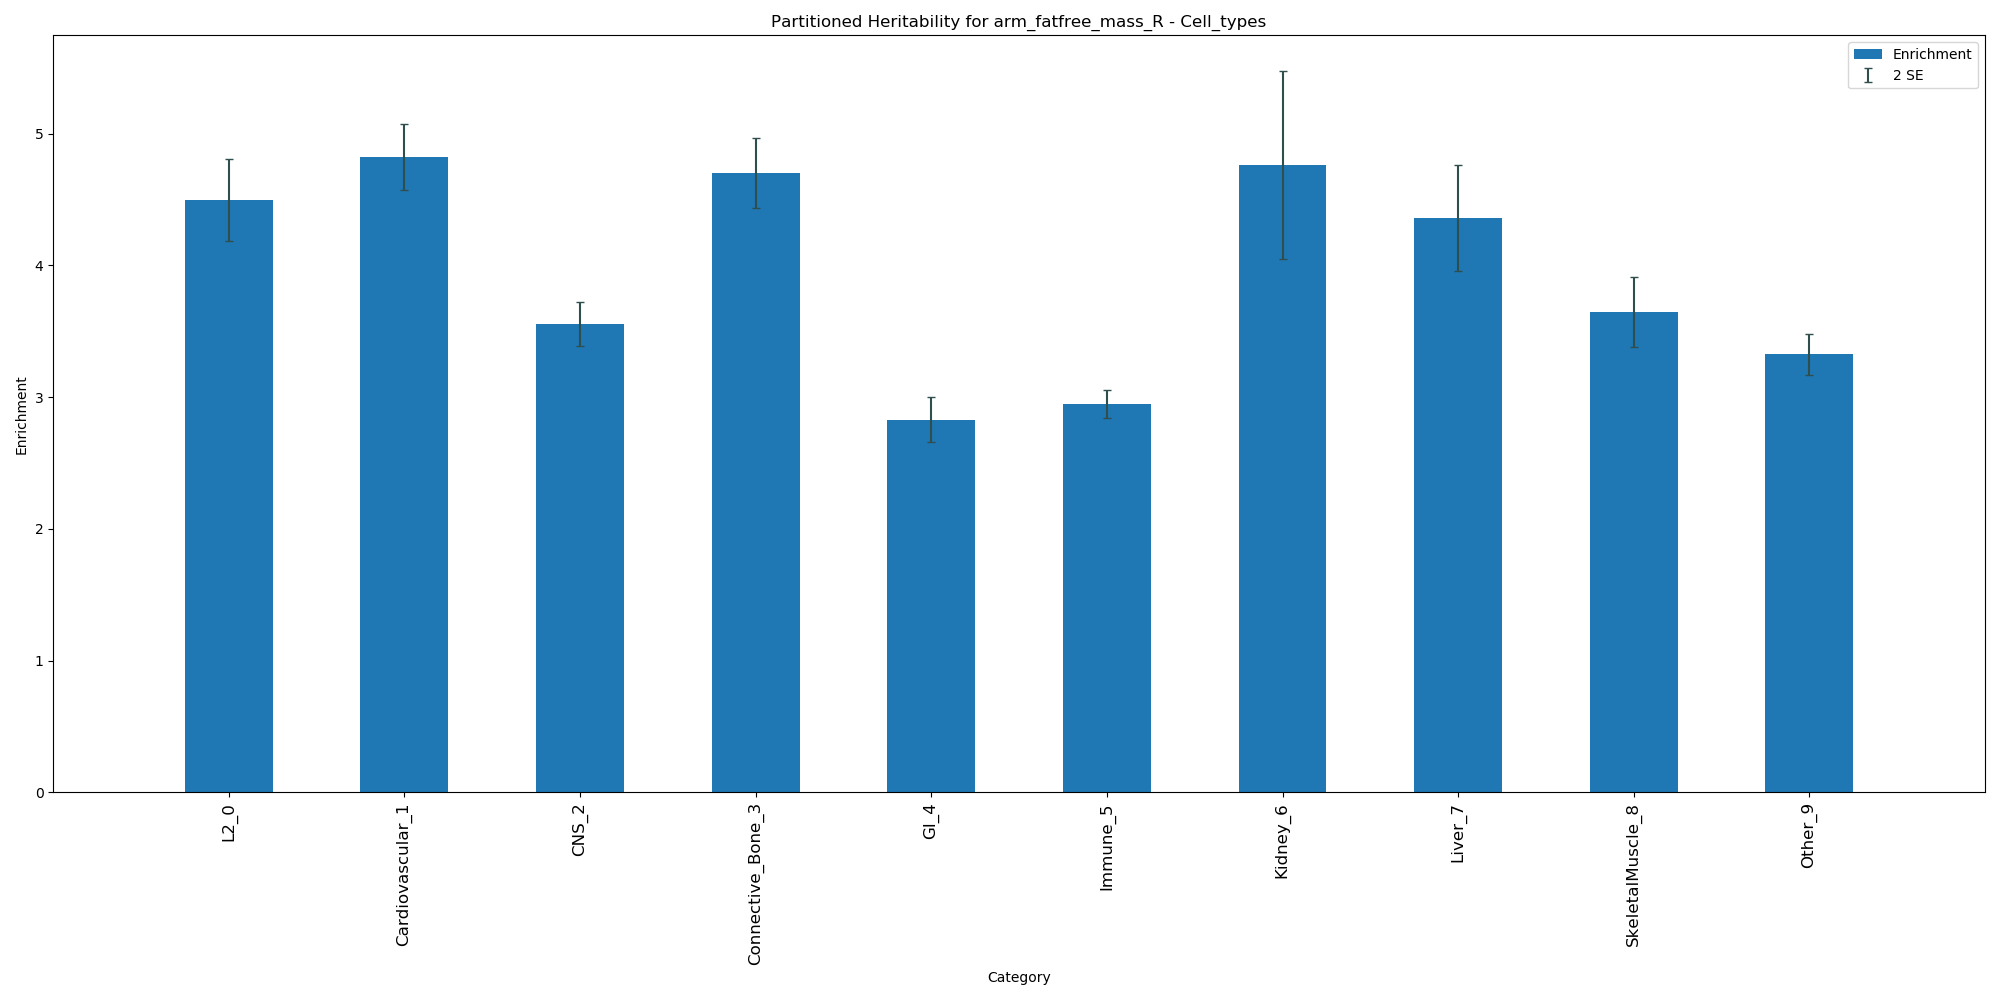 Partitioned Heritability for arm_fatfree_mass_R - Cell_types
Enrichment
2 SE
5
4
3
2
1
0
Enrichment
L2_0
Cardiovascular_1
CNS_2
Connective_Bone_3
GI_4
Immune_5
Kidney_6
Liver_7
SkeletalMuscle_8
Other_9
Category